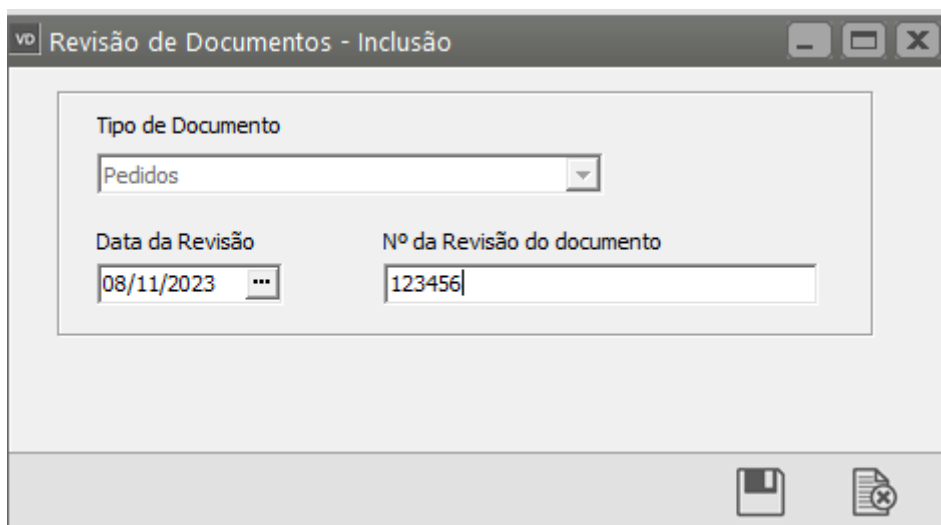 VD Revisão de Documentos - Inclusão
Tipo de Documento
Pedidos
Data da Revisão Nº da Revisão do documento
08/11/2023 ... 123456